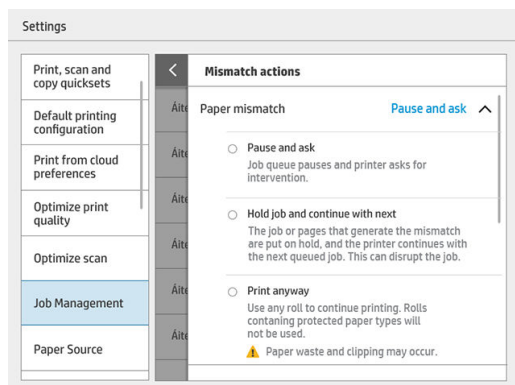 Settings
Print, scan and
copy quicksets
Default printing
configuration
Print from cloud
preferences
Optimize print
quality
Optimize scan
Job Management
Paper Source
Mismatch actions
Paper mismatch
Pause and ask
Pause and ask
Job queue pauses and printer asks for
intervention.
Hold job and continue with next
The job or pages that generate the mismatch
are put on hold, and the printer continues with
the next queued job. This can disrupt the job.
Print anyway
Use any roll to continue printing. Rolls
contaning protected paper types will
not be used.
Paper waste and clipping may occur.